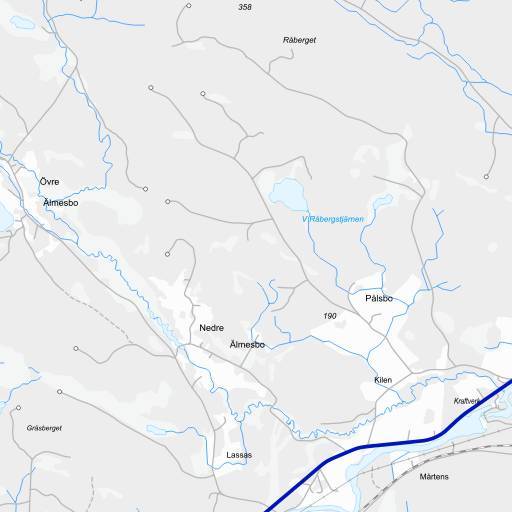 358
Råberget
Övre
Älmesbo
V Råbergstjärnen
Pålsbo
190
Nedre
Älmesbo
Kilen
Kraftverk
Gräsberget
Lassas
Mårtens